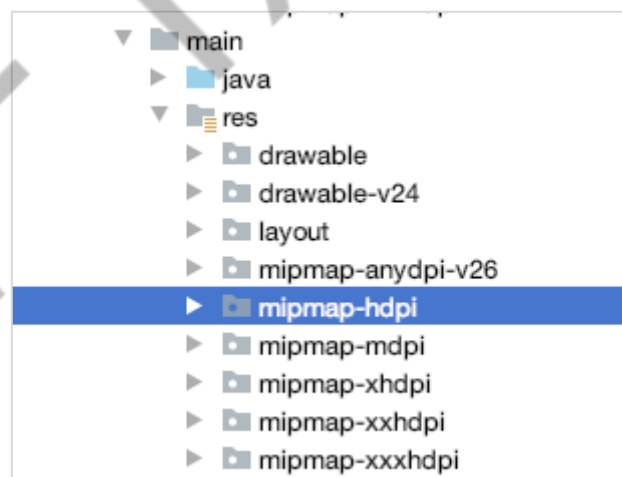 main
java
res
drawable
drawable-v24
layout
mipmap-anydpi-v26
mipmap-hdpi
mipmap-mdpi
mipmap-xhdpi
mipmap-xxhdpi
mipmap-xxxhdpi